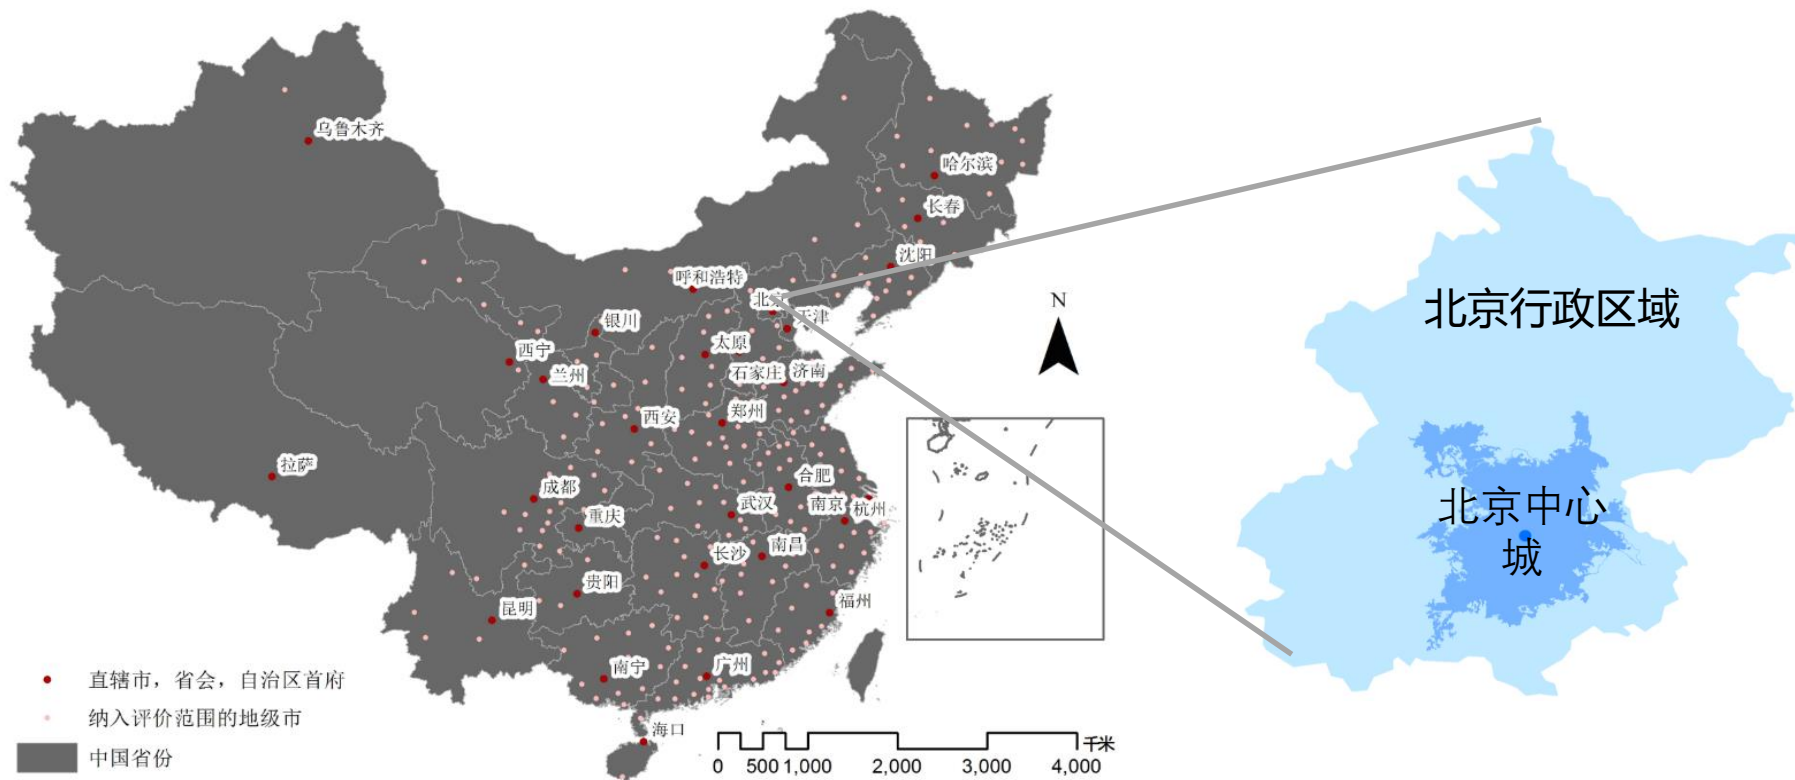 乌鲁木齐
哈尔滨
长春
沈阳
呼和浩特
北京
天津
银川
太原
西宁
石家庄
济南
兰州
西安
郑州
拉萨
成都
合肥
武汉
南京
杭州
重庆
长沙
南昌
贵阳
昆明
福州
南宁
广州
海口
N
北京行政区域
北京中心
城
直辖市，省会，自治区首府
纳入评价范围的地级市
中国省份
千米
0 500 1,000 2,000 3,000 4,000